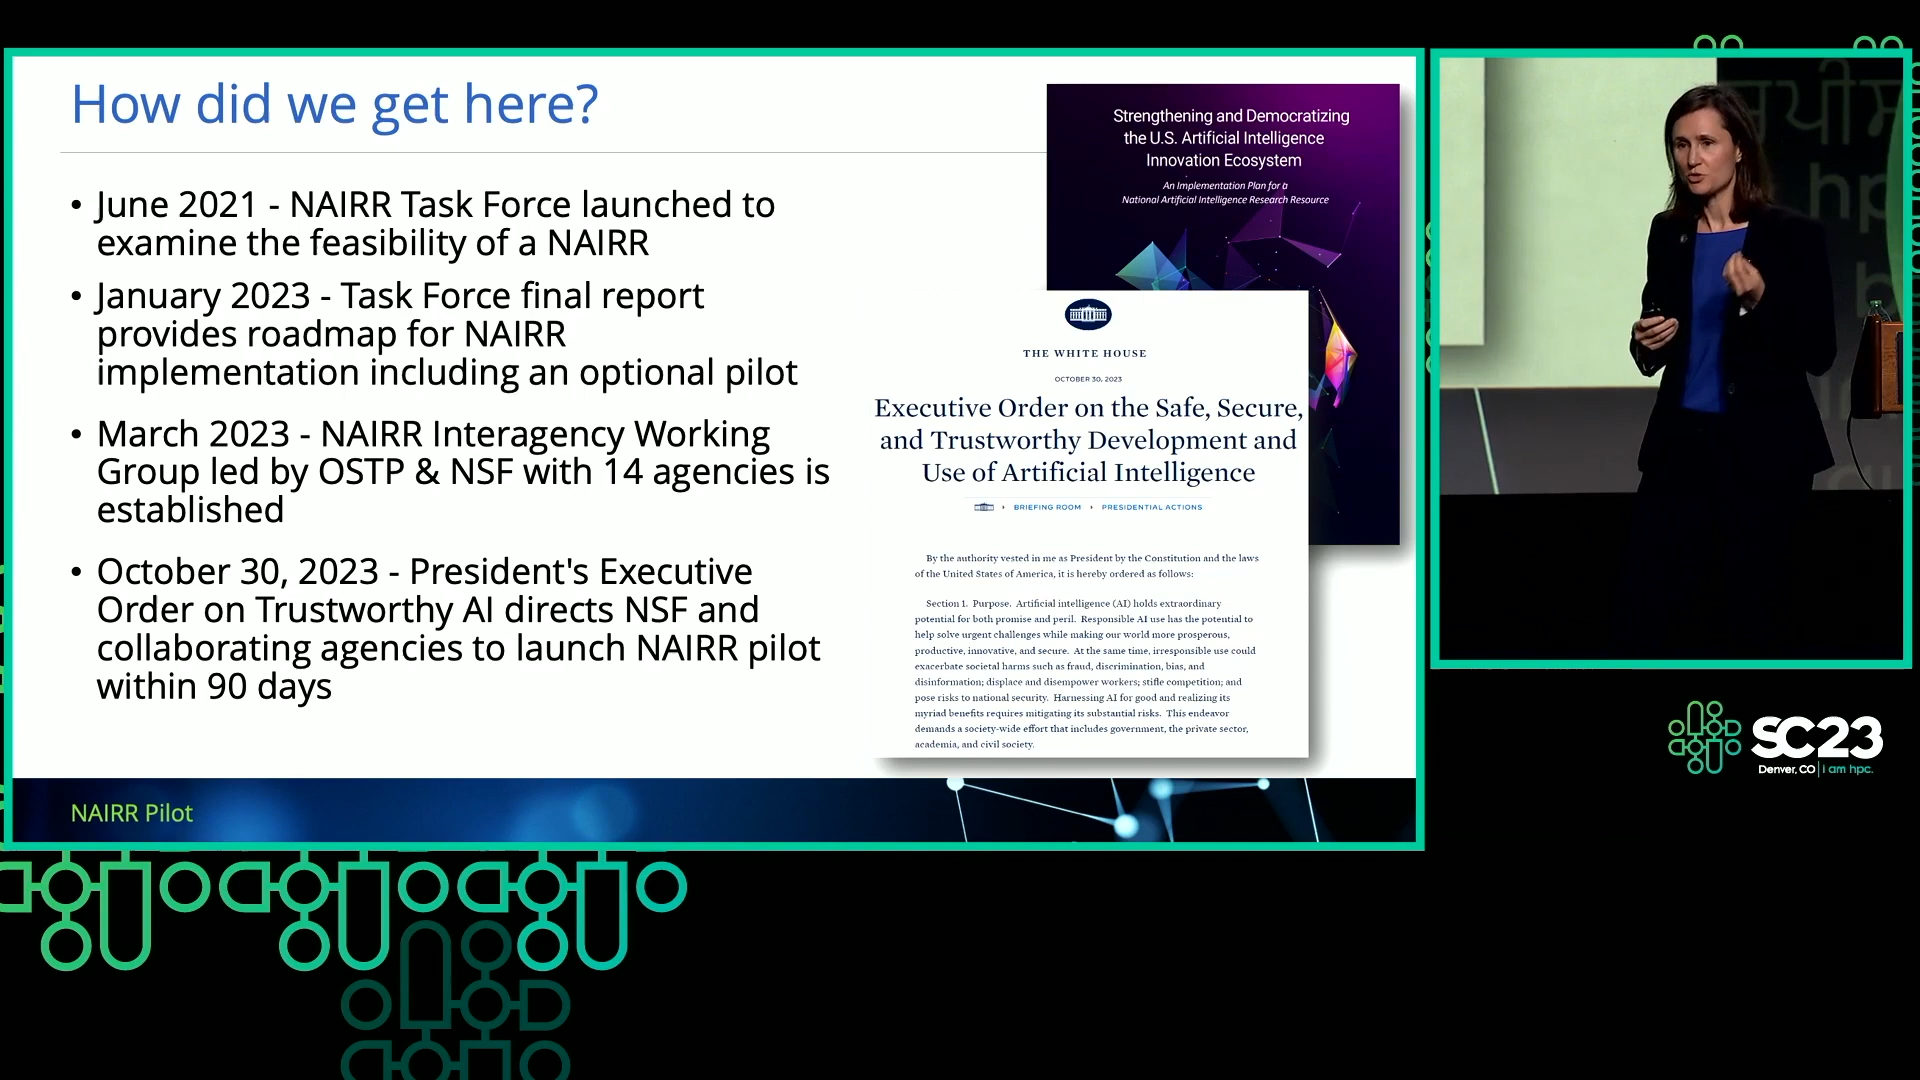 How did we get here?
• June 2021 - NAIRR Task Force launched to
examine the feasibility of a NAIRR
• January 2023 - Task Force final report
provides roadmap for NAIRR
implementation including an optional pilot
• March 2023 - NAIRR Interagency Working
Group led by OSTP & NSF with 14 agencies is
established
• October 30, 2023 - President's Executive
Order on Trustworthy AI directs NSF and
collaborating agencies to launch NAIRR pilot
within 90 days
Strengthening and Democratizing
the U.S. Artificial Intelligence
Innovation Ecosystem
An Implementation Plan for a
National Artificial Intelligence Research Resource
THE WHITE HOUSE
OCTOBER 30, 2023
Executive Order on the Safe, Secure,
and Trustworthy Development and
Use of Artificial Intelligence
BRIEFING ROOM
PRESIDENTIAL ACTIONS
By the authority vested in me as President by the Constitution and the laws
of the United States of America, it is hereby ordered as follows:
Section 1. Purpose. Artificial intelligence (AI) holds extraordinary
potential for both promise and peril. Responsible AI use has the potential to
help solve urgent challenges while making our world more prosperous,
productive, innovative, and secure. At the same time, irresponsible use could
exacerbate societal harms such as fraud, discrimination, bias, and
disinformation; displace and disempower workers; stifle competition; and
pose risks to national security. Harnessing AI for good and realizing its
myriad benefits requires mitigating its substantial risks. This endeavor
demands a society-wide effort that includes government, the private sector,
academia, and civil society.
NAIRR Pilot
SC23
Denver, CO | i am hpc.